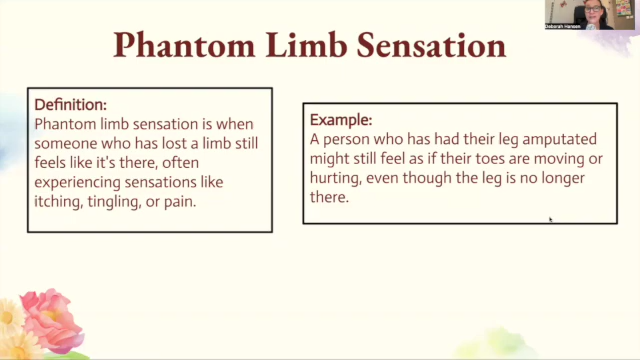 Phantom Limb Sensation
Definition:
Phantom limb sensation is when
someone who has lost a limb still
feels like it's there, often
experiencing sensations like
itching, tingling, or pain.
Example:
A person who has had their leg amputated
might still feel as if their toes are moving or
hurting, even though the leg is no longer
there.
Deborah Hansen